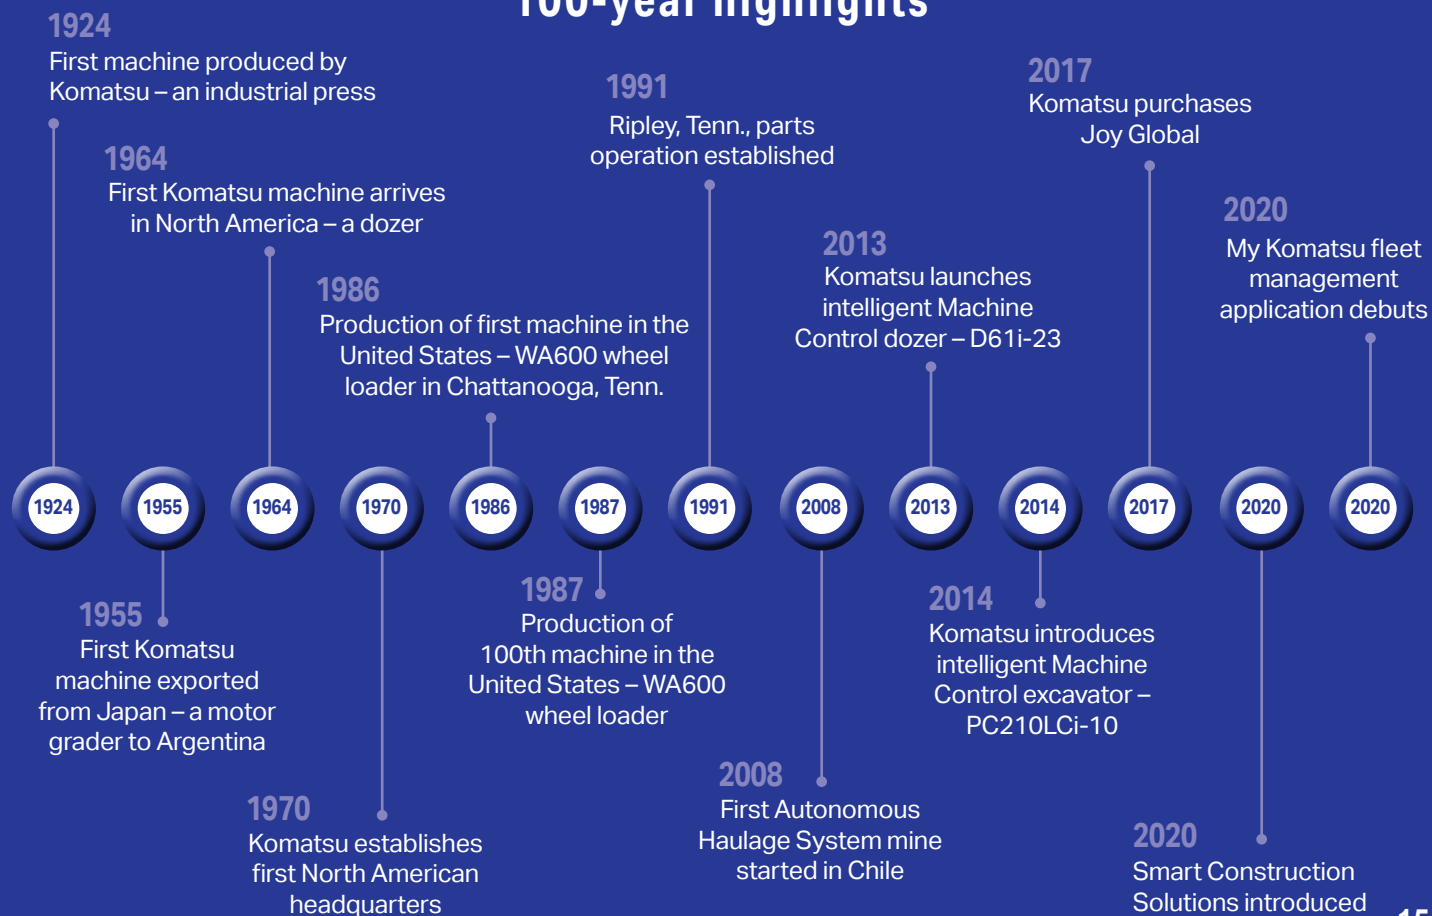 100-year highlights
1924
First machine produced by
Komatsu – an industrial press
1964
First Komatsu machine arrives
in North America – a dozer
1986
Production of first machine in the
United States – WA600 wheel
loader in Chattanooga, Tenn.
1991
Ripley, Tenn., parts
operation established
2013
Komatsu launches
intelligent Machine
Control dozer – D61i-23
2017
Komatsu purchases
Joy Global
2020
My Komatsu fleet
management
application debuts
1924 1955 1964 1970 1986 1987 1991 2008 2013 2014 2017 2020 2020
1955
First Komatsu
machine exported
from Japan – a motor
grader to Argentina
1970
Komatsu establishes
first North American
headquarters
1987
Production of
100th machine in the
United States – WA600
wheel loader
2008
First Autonomous
Haulage System mine
started in Chile
2014
Komatsu introduces
intelligent Machine
Control excavator –
PC210LCi-10
2020
Smart Construction
Solutions introduced
15